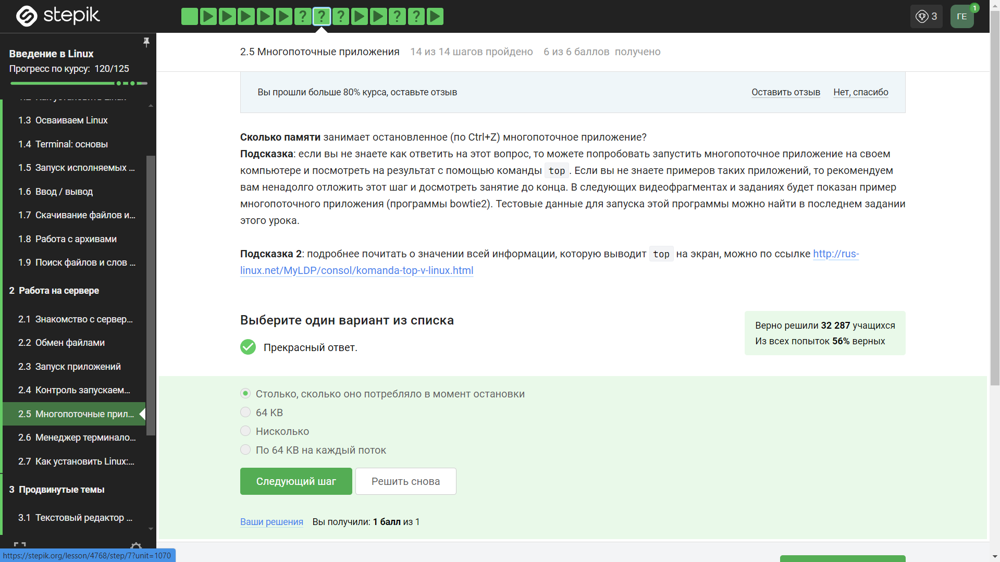 stepik
3
ГЕ
1
Введение в Linux
Прогресс по курсу: 120/125
1.3 Осваиваем Linux
1.4 Terminal: основы
1.5 Запуск исполняемых ...
1.6 Ввод / вывод
1.7 Скачивание файлов и...
1.8 Работа с архивами
1.9 Поиск файлов и слов ...
2 Работа на сервере
2.1 Знакомство с сервер...
2.2 Обмен файлами
2.3 Запуск приложений
2.4 Контроль запускаем...
2.5 Многопоточные прил...
2.6 Менеджер терминало...
2.7 Как установить Linux:...
3 Продвинутые темы
3.1 Текстовый редактор ...
https://stepik.org/lesson/4768/step/7?unit=1070
2.5 Многопоточные приложения 14 из 14 шагов пройдено 6 из 6 баллов получено
Вы прошли больше 80% курса, оставьте отзыв Оставить отзыв Нет, спасибо
Сколько памяти занимает остановленное (по Ctrl+Z) многопоточное приложение?
Подсказка: если вы не знаете как ответить на этот вопрос, то можете попробовать запустить многопоточное приложение на своем
компьютере и посмотреть на результат с помощью команды top . Если вы не знаете примеров таких приложений, то рекомендуем
вам ненадолго отложить этот шаг и досмотреть занятие до конца. В следующих видеофрагментах и заданиях будет показан пример
многопоточного приложения (программы bowtie2). Тестовые данные для запуска этой программы можно найти в последнем задании
этого урока.
Подсказка 2: подробнее почитать о значении всей информации, которую выводит top на экран, можно по ссылке http://rus-
linux.net/MyLDP/consol/komanda-top-v-linux.html
Выберите один вариант из списка
Прекрасный ответ.
Верно решили 32 287 учащихся
Из всех попыток 56% верных
Столько, сколько оно потребляло в момент остановки
64 KB
Нисколько
По 64 KB на каждый поток
Следующий шаг Решить снова
Ваши решения Вы получили: 1 балл из 1